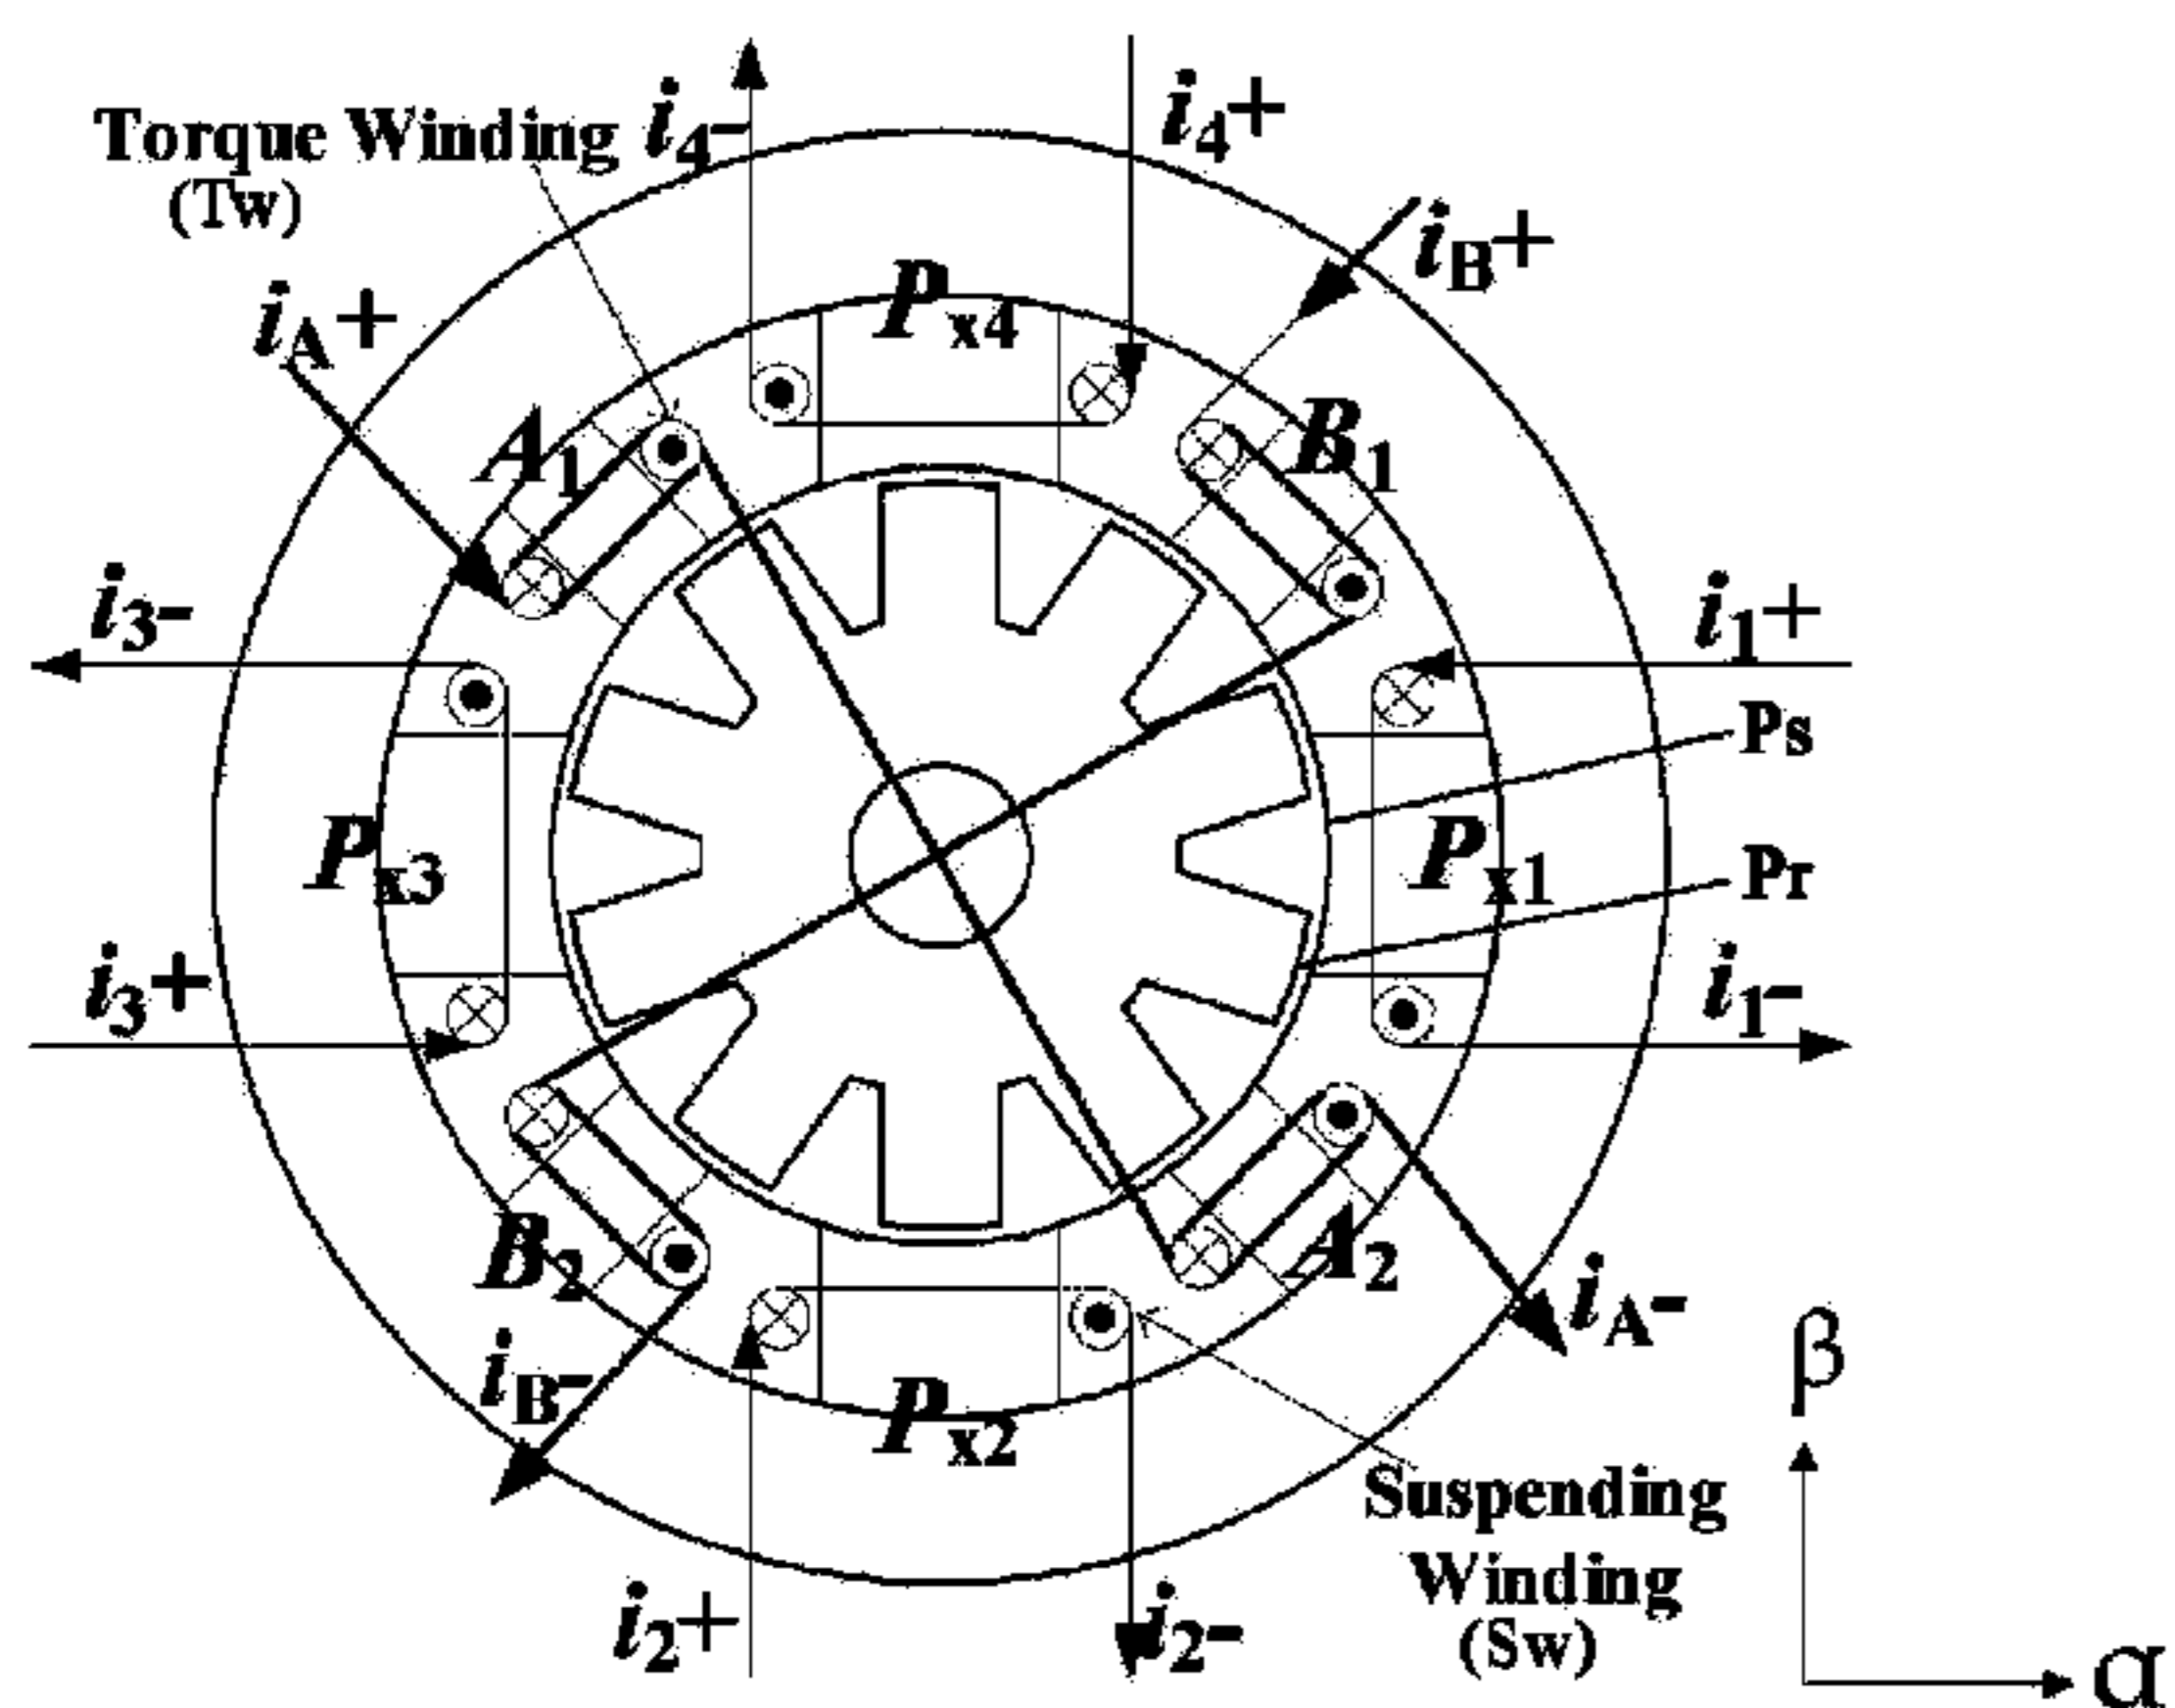 Torque Winding
(Tw)
i4-
i4+
iB+
iA+
Px4
A1
B1
i3-
i1+
Ps
Px3
Px1
Pr
i3+
i1-
B2
A2
iA-
iB-
Px2
β
Suspending
Winding
(Sw)
i2+
i2-
α